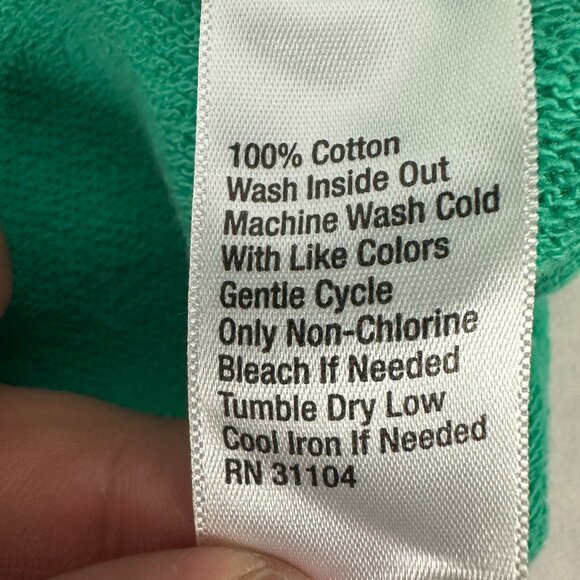 100% Cotton
Wash Inside Out
Machine Wash Cold
With Like Colors
Gentle Cycle
Only Non-Chlorine
Bleach If Needed
Tumble Dry Low
Cool Iron If Needed
RN 31104